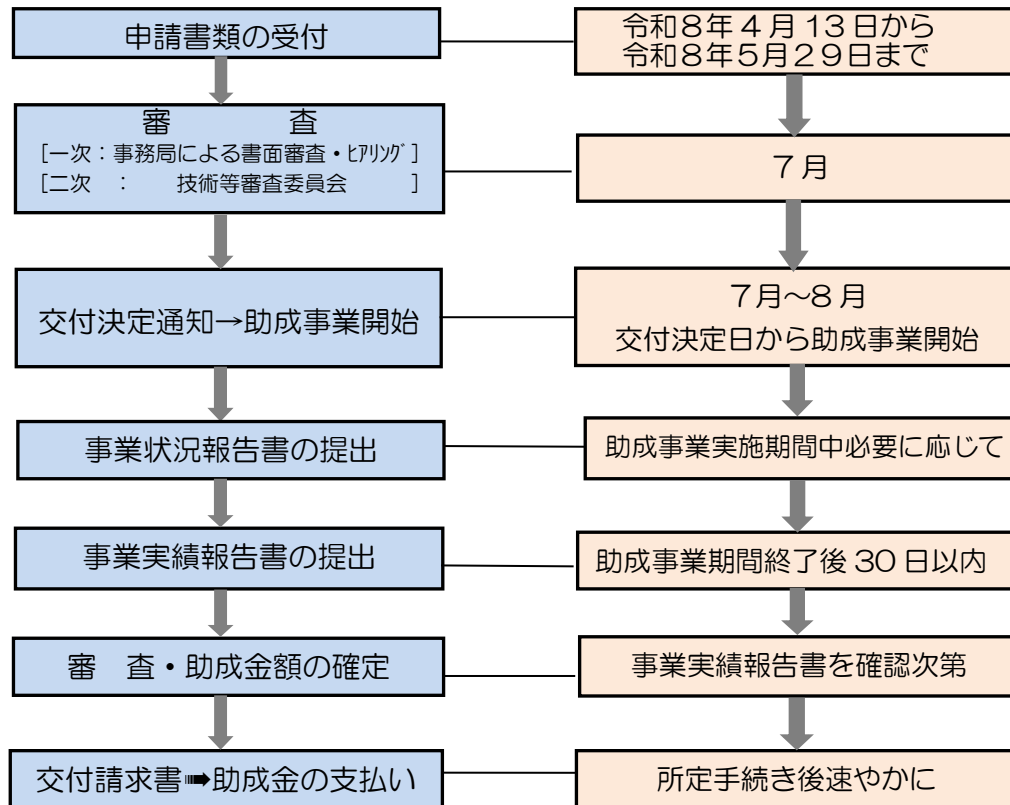 申請書類の受付
令和８年４月13日から
令和８年５月２９日まで
審　　　　査
[一次：事務局による書面審査・ﾋｱﾘﾝｸﾞ]
[二次　：　　技術等審査委員会　　]
７月
交付決定通知→助成事業開始
７月～８月
交付決定日から助成事業開始
事業状況報告書の提出
助成事業実施期間中必要に応じて
事業実績報告書の提出
助成事業期間終了後30日以内
審　査・助成金額の確定
事業実績報告書を確認次第
交付請求書➠助成金の支払い
所定手続き後速やかに